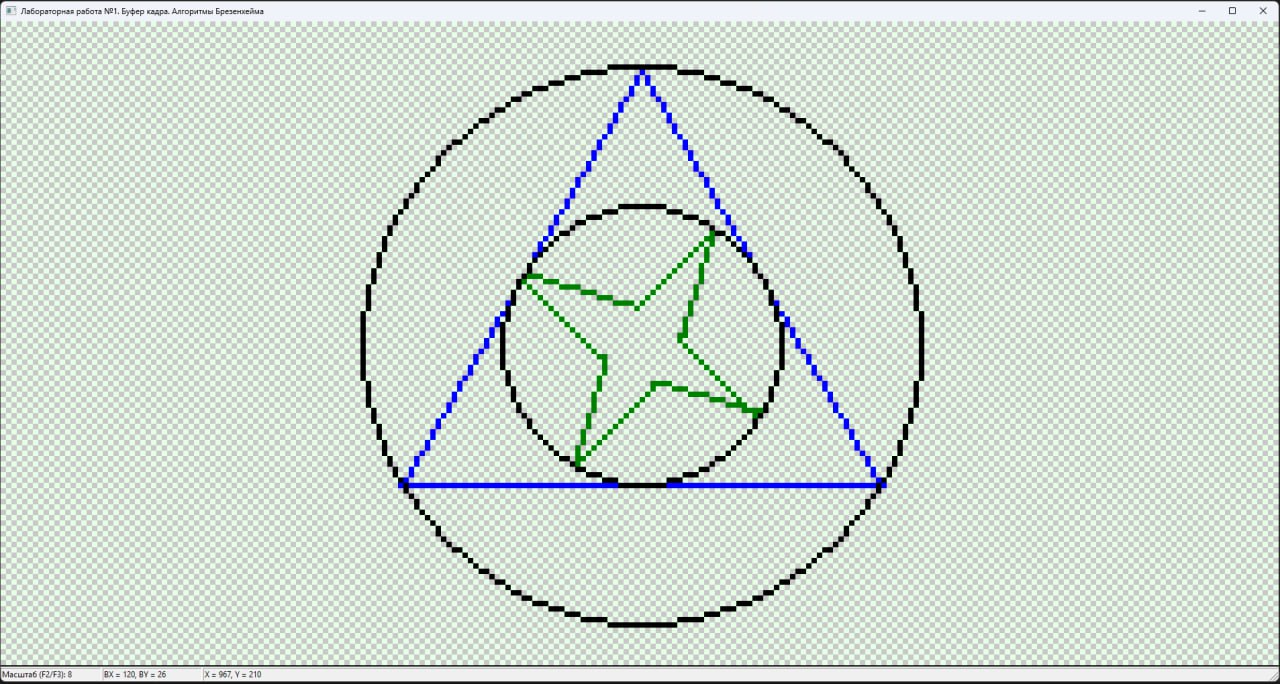 Лабораторная работа №1. Буфер кадра. Алгоритмы Брезенхейма
Масштаб (F2/F3): 8 BX = 120, BY = 26 X = 967, Y = 210